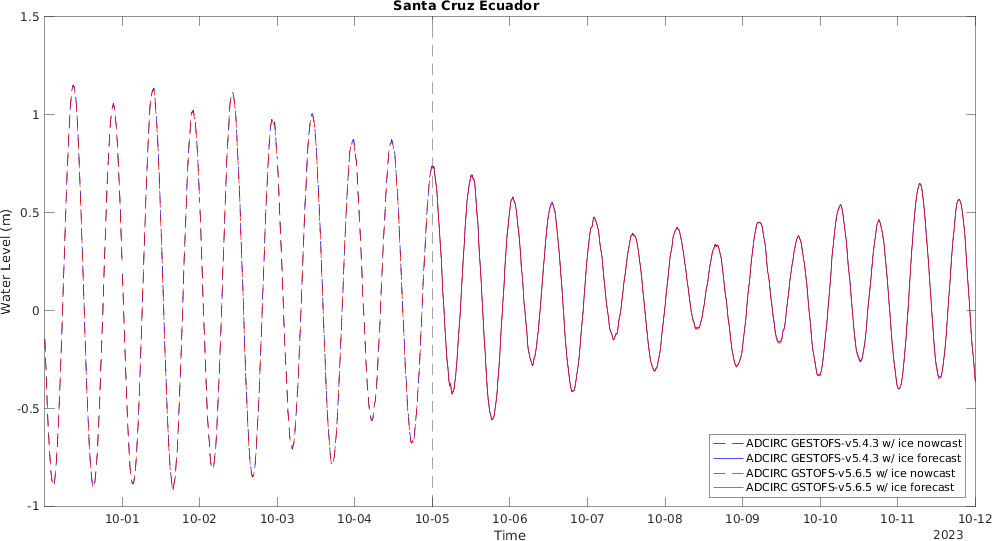 Santa Cruz Ecuador
1.5
1
0.5
0
-0.5
-1
Water Level (m)
ADCIRC GESTOFS-v5.4.3 w/ ice nowcast
ADCIRC GESTOFS-v5.4.3 w/ ice forecast
ADCIRC GSTOFS-v5.6.5 w/ ice nowcast
ADCIRC GSTOFS-v5.6.5 w/ ice forecast
10-01 10-02 10-03 10-04 10-05 10-06 10-07 10-08 10-09 10-10 10-11 10-12
Time
2023